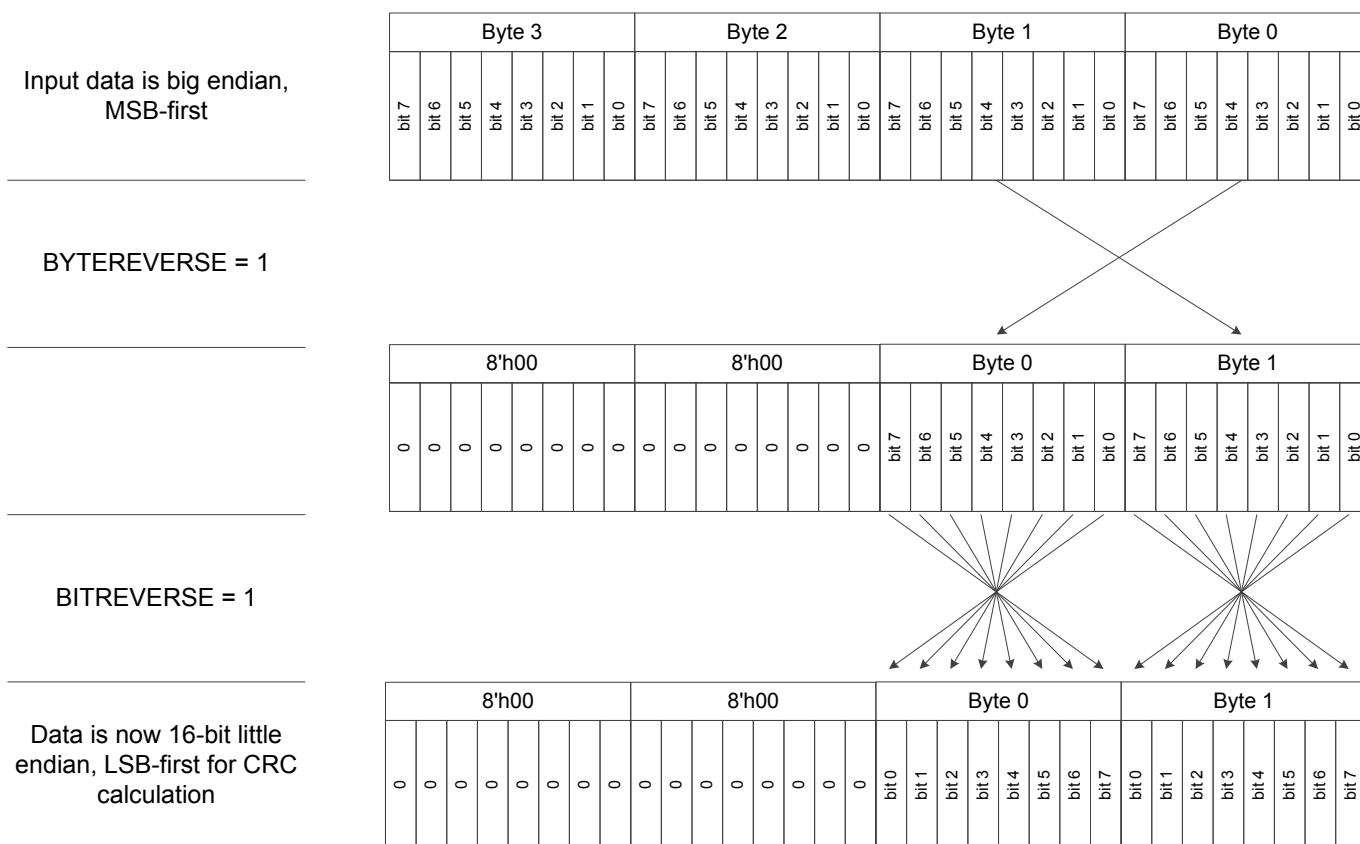 Byte 3 Byte 2 Byte 1 Byte 0
Input data is big endian,
MSB-first
bit 7 bit 6 bit 5 bit 4 bit 3 bit 2 bit 1 bit 0 bit 7 bit 6 bit 5 bit 4 bit 3 bit 2 bit 1 bit 0 bit 7 bit 6 bit 5 bit 4 bit 3 bit 2 bit 1 bit 0 bit 7 bit 6 bit 5 bit 4 bit 3 bit 2 bit 1 bit 0
BYTEREVERSE = 1
8'h00 8'h00 Byte 0 Byte 1
0 0 0 0 0 0 0 0 0 0 0 0 0 0 0 0 bit 7 bit 6 bit 5 bit 4 bit 3 bit 2 bit 1 bit 0 bit 7 bit 6 bit 5 bit 4 bit 3 bit 2 bit 1 bit 0
BITREVERSE = 1
8'h00 8'h00 Byte 0 Byte 1
Data is now 16-bit little
endian, LSB-first for CRC
calculation
0 0 0 0 0 0 0 0 0 0 0 0 0 0 0 0 bit 0 bit 1 bit 2 bit 3 bit 4 bit 5 bit 6 bit 7 bit 0 bit 1 bit 2 bit 3 bit 4 bit 5 bit 6 bit 7